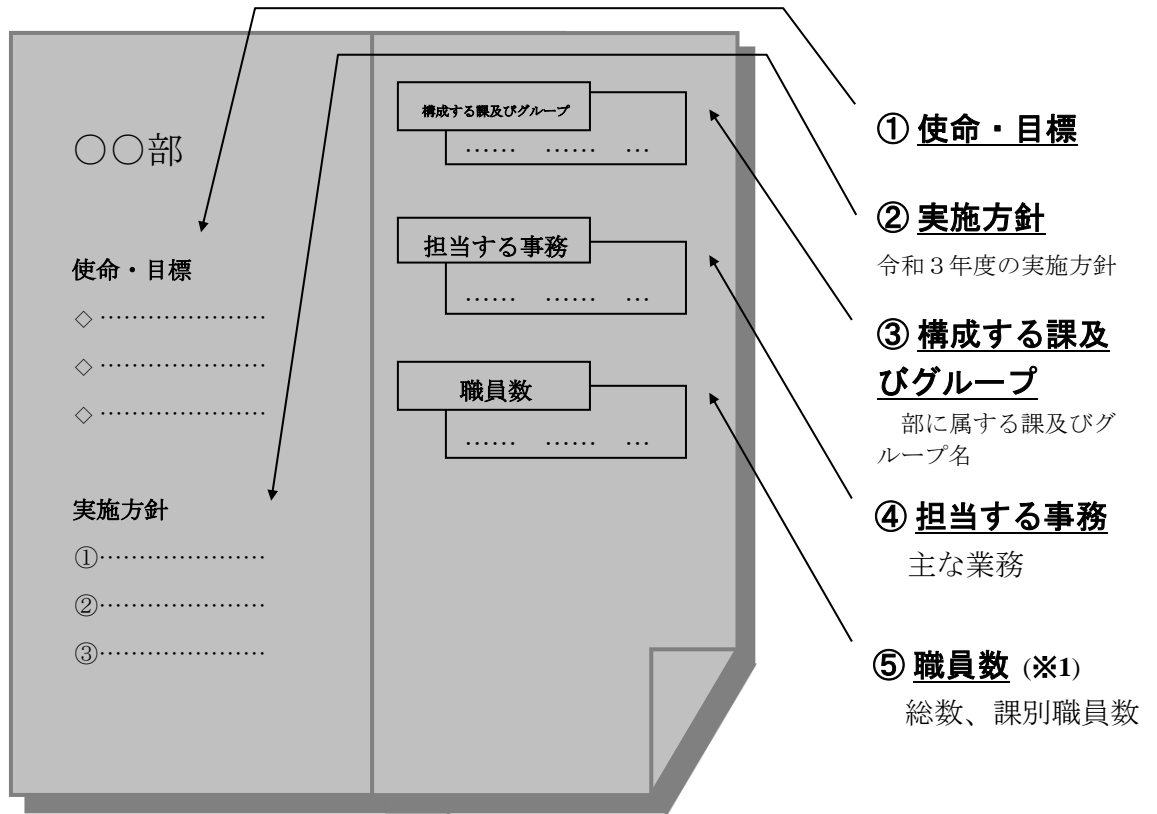 ○○部
使命・目標
◇ …………………
◇ …………………
◇ …………………
実施方針
①…………………
②…………………
③…………………
構成する課及びグループ
…… …… …
担当する事務
…… …… …
職員数
…… …… …
① 使命・目標
② 実施方針
令和３年度の実施方針
③ 構成する課及
びグループ
部に属する課及びグ
ループ名
④ 担当する事務
主な業務
⑤ 職員数 (※1)
総数、課別職員数